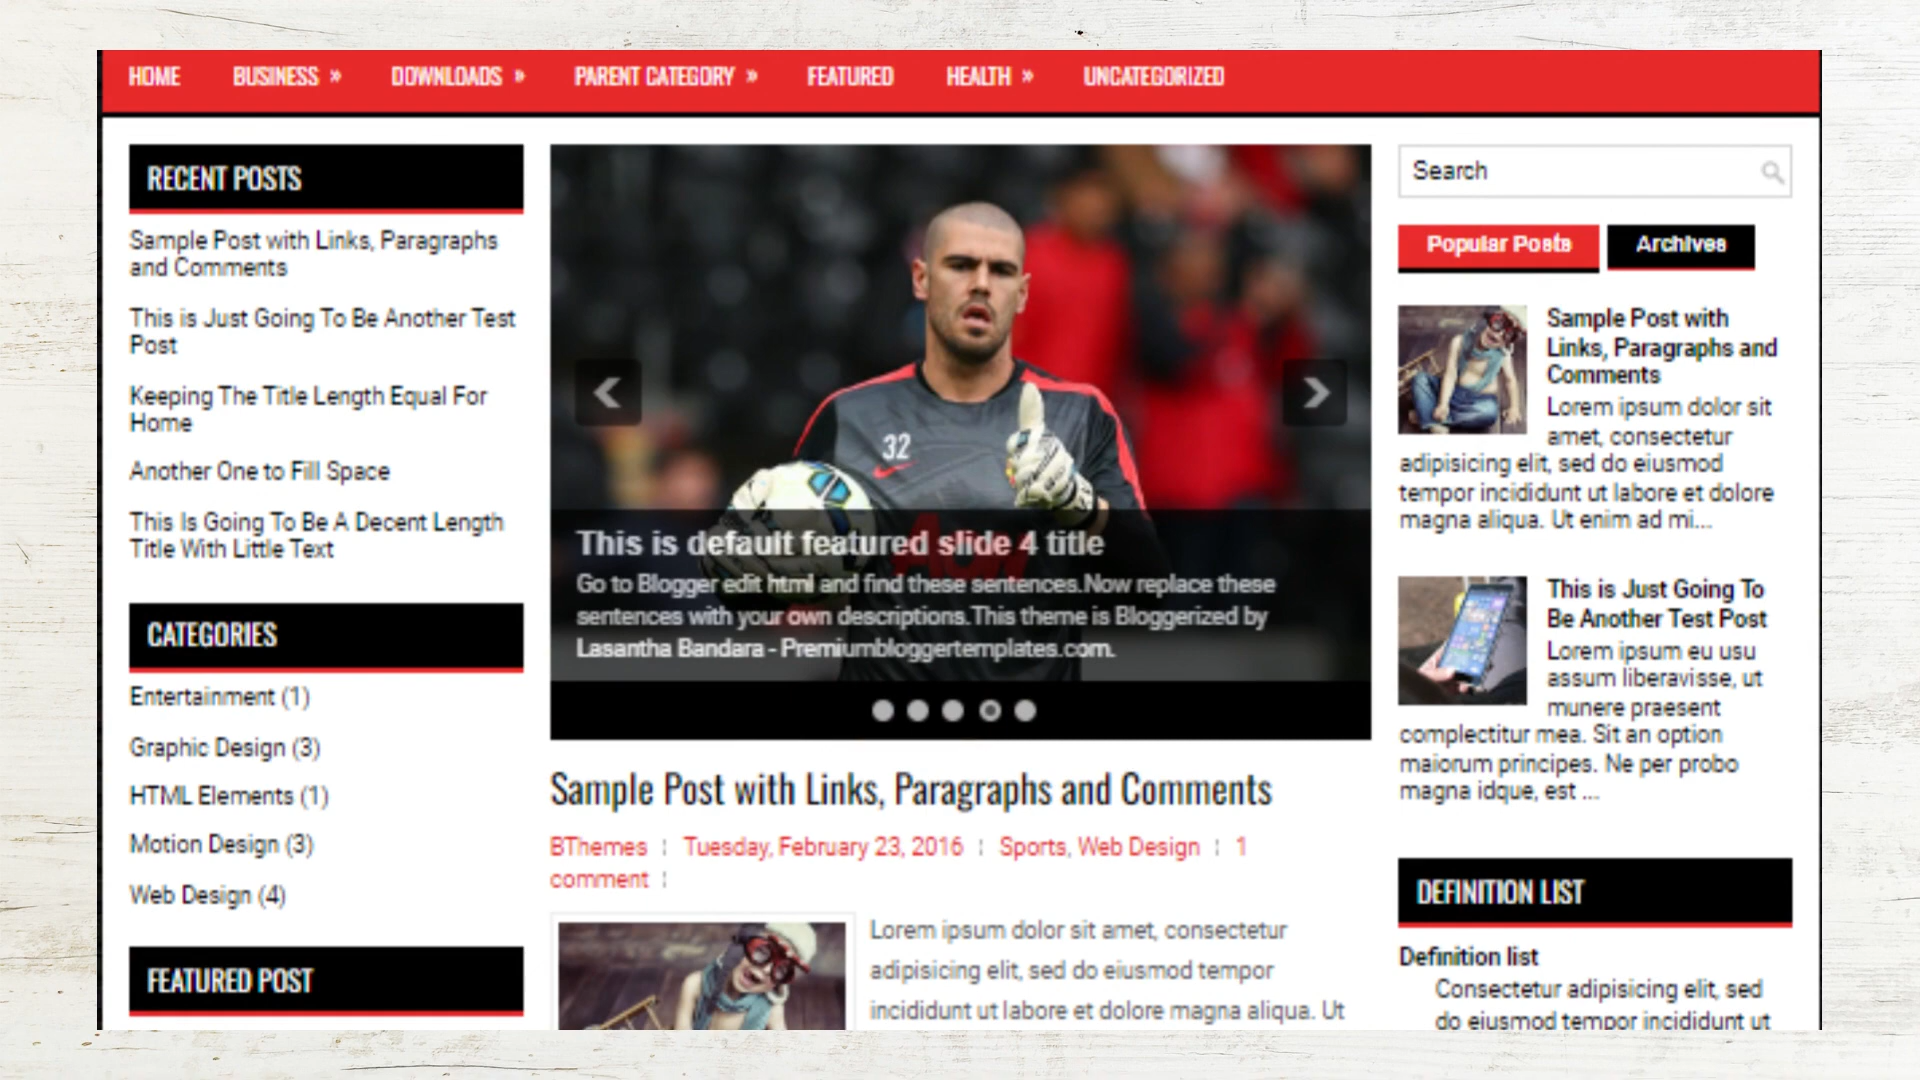 HOME BUSINESS » DOWNLOADS » PARENT CATEGORY » FEATURED HEALTH » UNCATEGORIZED
RECENT POSTS
Sample Post with Links, Paragraphs
and Comments
This is Just Going To Be Another Test
Post
Keeping The Title Length Equal For
Home
Another One to Fill Space
This Is Going To Be A Decent Length
Title With Little Text
CATEGORIES
Entertainment (1)
Graphic Design (3)
HTML Elements (1)
Motion Design (3)
Web Design (4)
FEATURED POST
32
This is default featured slide 4 title
Go to Blogger edit html and find these sentences.Now replace these
sentences with your own descriptions.This theme is Bloggerized by
Lasantha Bandara - Premiumbloggertemplates.com.
Sample Post with Links, Paragraphs and Comments
BThemes ¦ Tuesday, February 23, 2016 ¦ Sports, Web Design ¦ 1
comment ¦
Lorem ipsum dolor sit amet, consectetur
adipisicing elit, sed do eiusmod tempor
incididunt ut labore et dolore magna aliqua. Ut
Search
Popular Posts Archives
Sample Post with
Links, Paragraphs and
Comments
Lorem ipsum dolor sit
amet, consectetur
adipisicing elit, sed do eiusmod
tempor incididunt ut labore et dolore
magna aliqua. Ut enim ad mi...
This is Just Going To
Be Another Test Post
Lorem ipsum eu usu
assum liberavisse, ut
munere praesent
complectitur mea. Sit an option
maiorum principes. Ne per probo
magna idque, est ...
DEFINITION LIST
Definition list
Consectetur adipisicing elit, sed
do eiusmod tempor incididunt ut